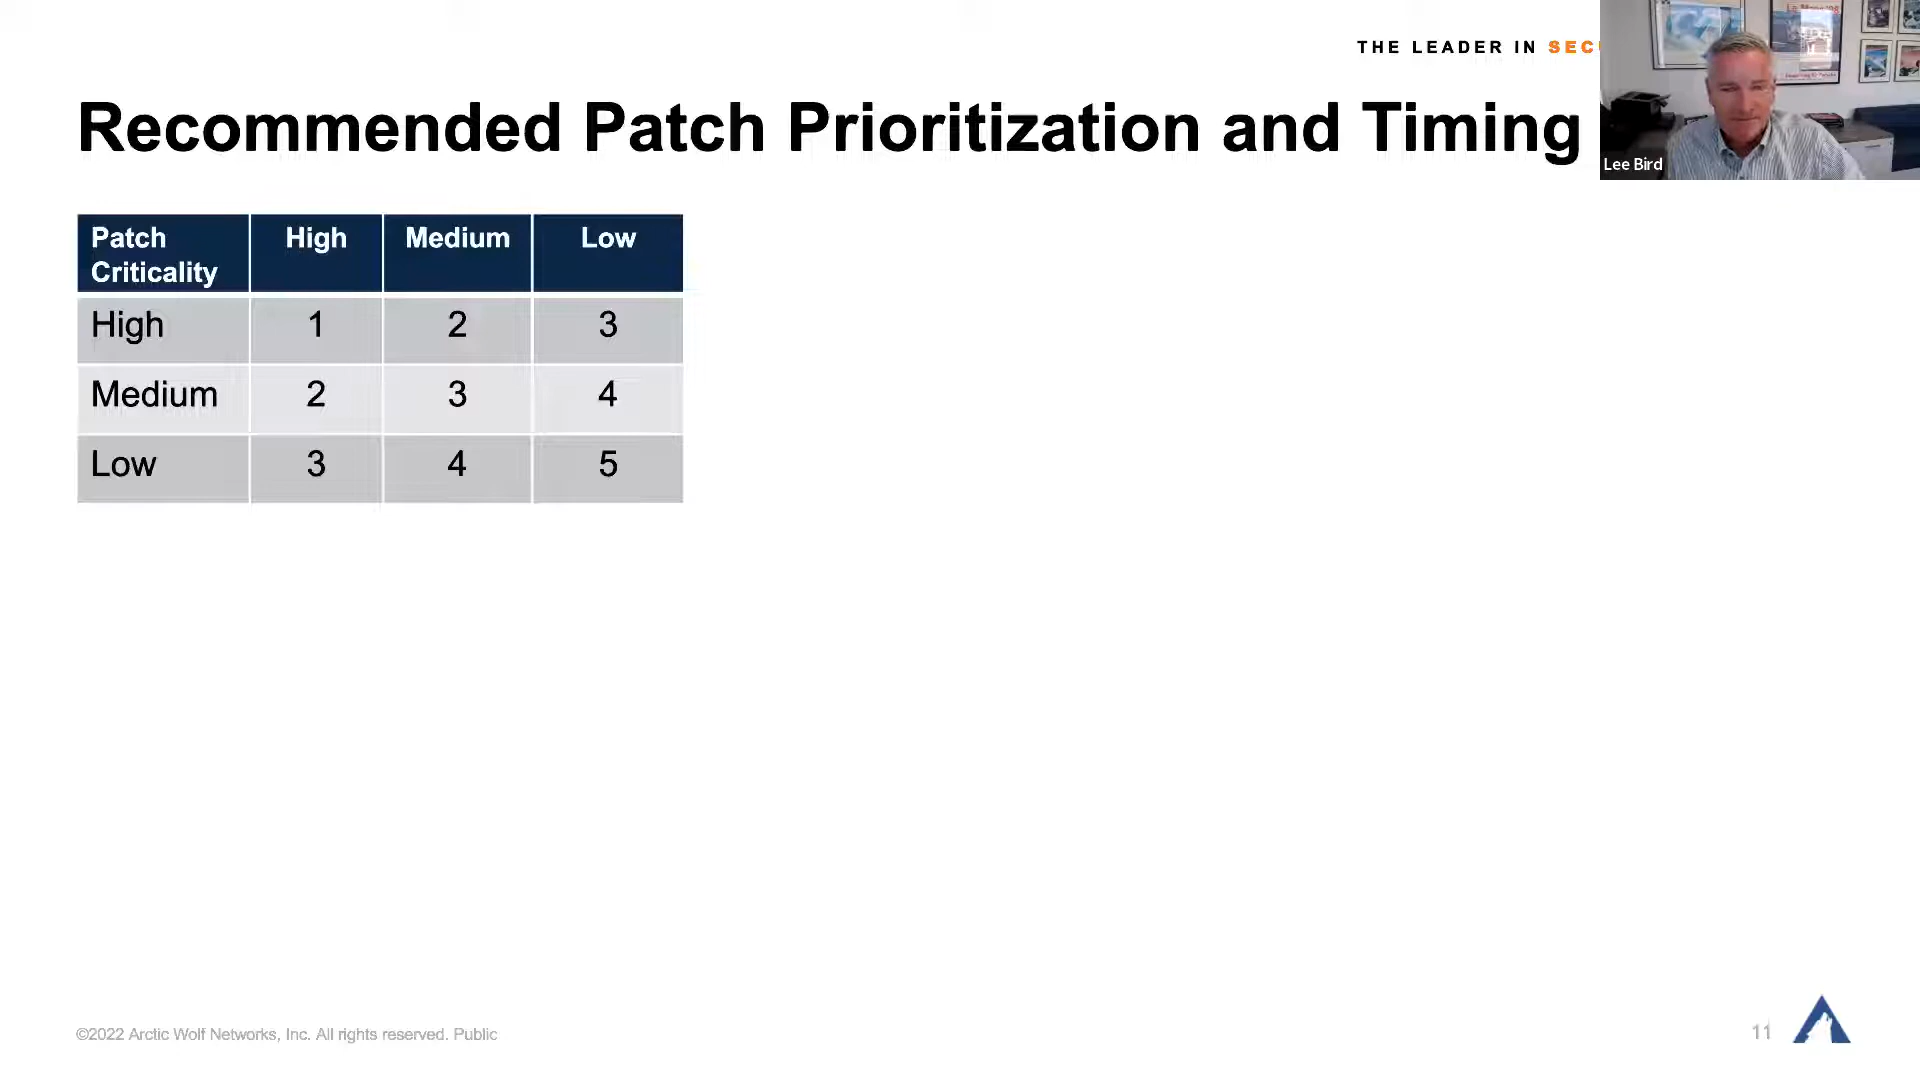 THE LEADER IN SEC
Recommended Patch Prioritization and Timing
Lee Bird
Patch Criticality High Medium Low
High 1 2 3
Medium 2 3 4
Low 3 4 5
©2022 Arctic Wolf Networks, Inc. All rights reserved. Public
11